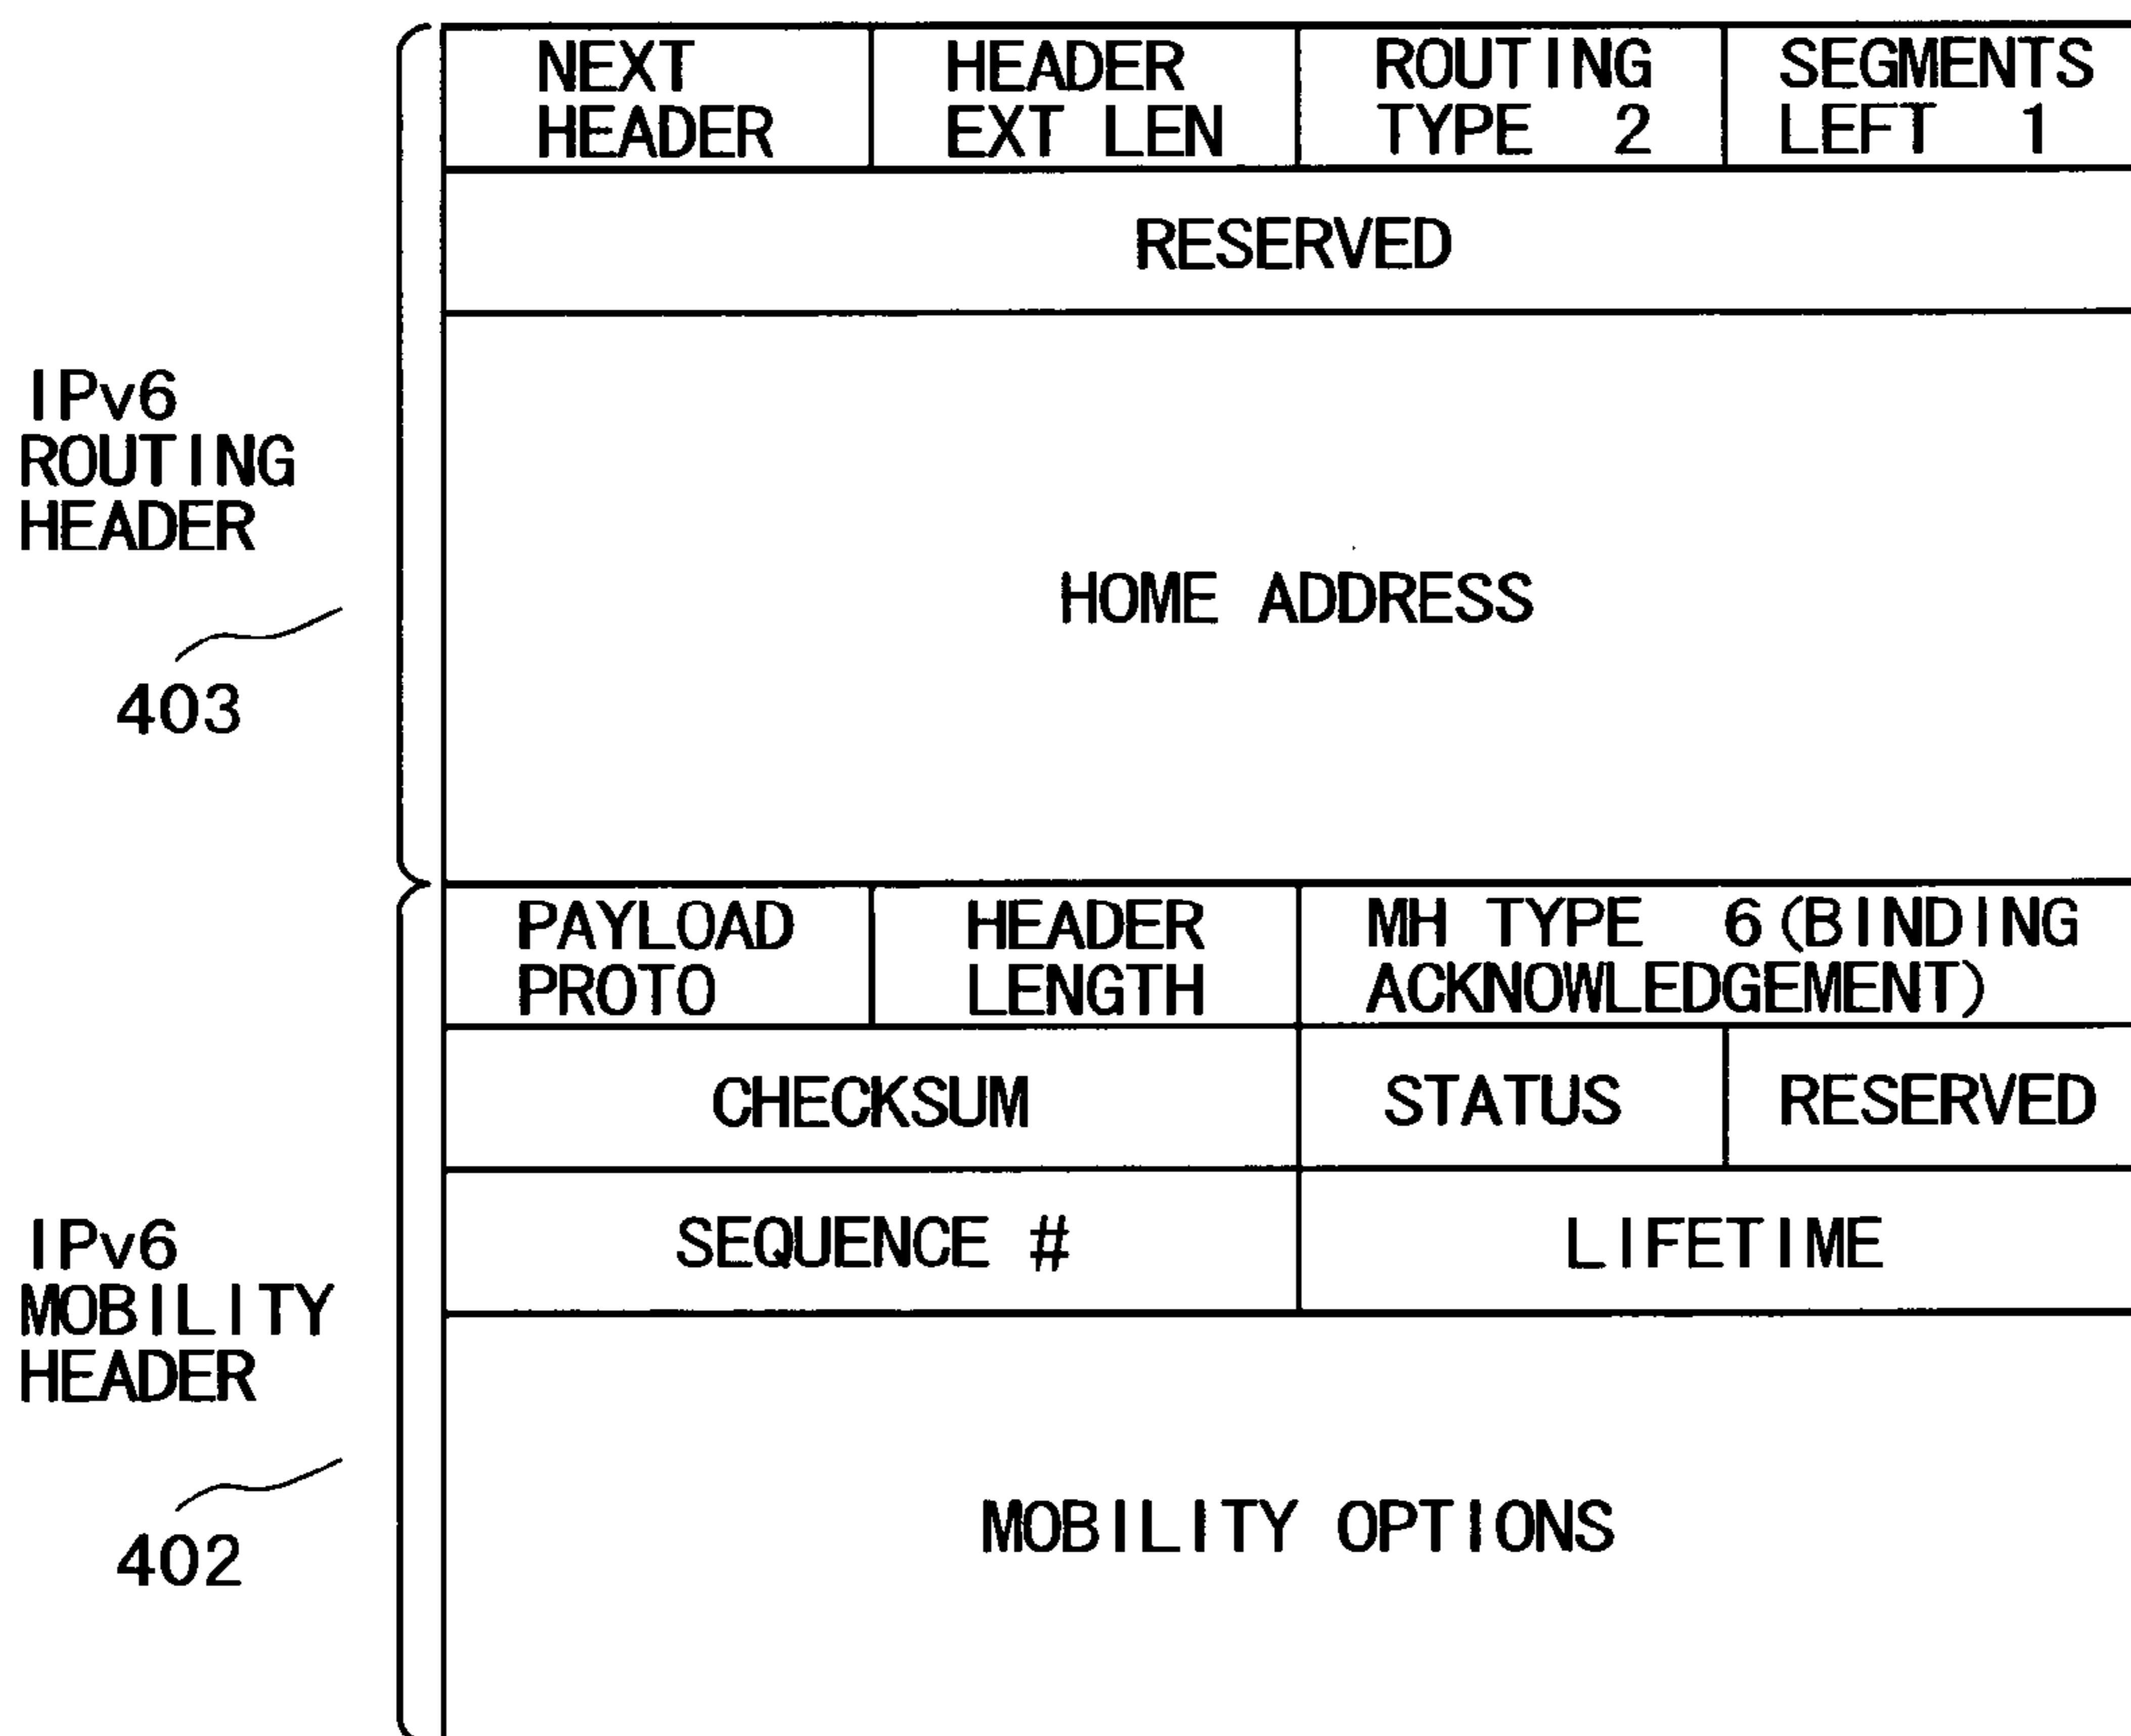 NEXT HEADER EXT LEN ROUTING SEGMENTS
HEADER EXT LEN TYPE 2 LEFT 1
RESERVED
IPv6
ROUTING
HEADER
HOME ADDRESS
403
PAYLOAD HEADER MH TYPE 6(BINDING
PROTO LENGTH ACKNOWLEDGEMENT)
CHECKSUM STATUS RESERVED
SEQUENCE # LIFETIME
IPv6
MOBILITY
HEADER
MOBILITY OPTIONS
402